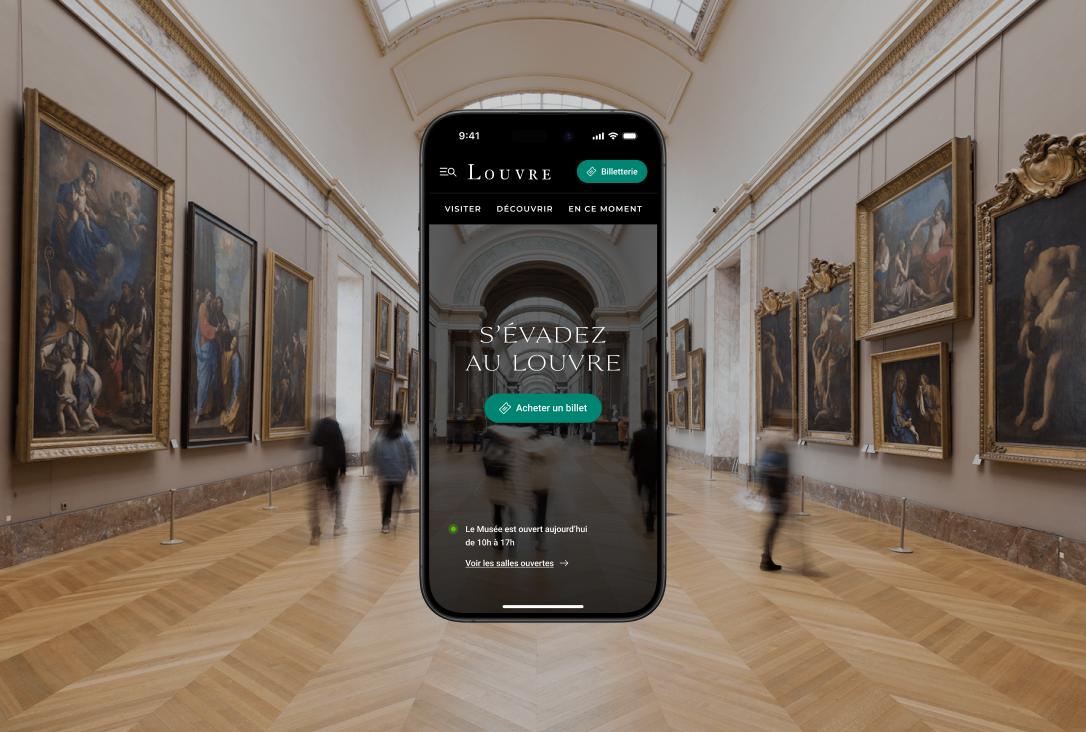 9:41
LOUVRE
Billetterie
VISITER DÉCOUVRIR EN CE MOMENT
S’ÉVADEZ
AU LOUVRE
Acheter un billet
Le Musée est ouvert aujourd’hui
de 10h à 17h
Voir les salles ouvertes